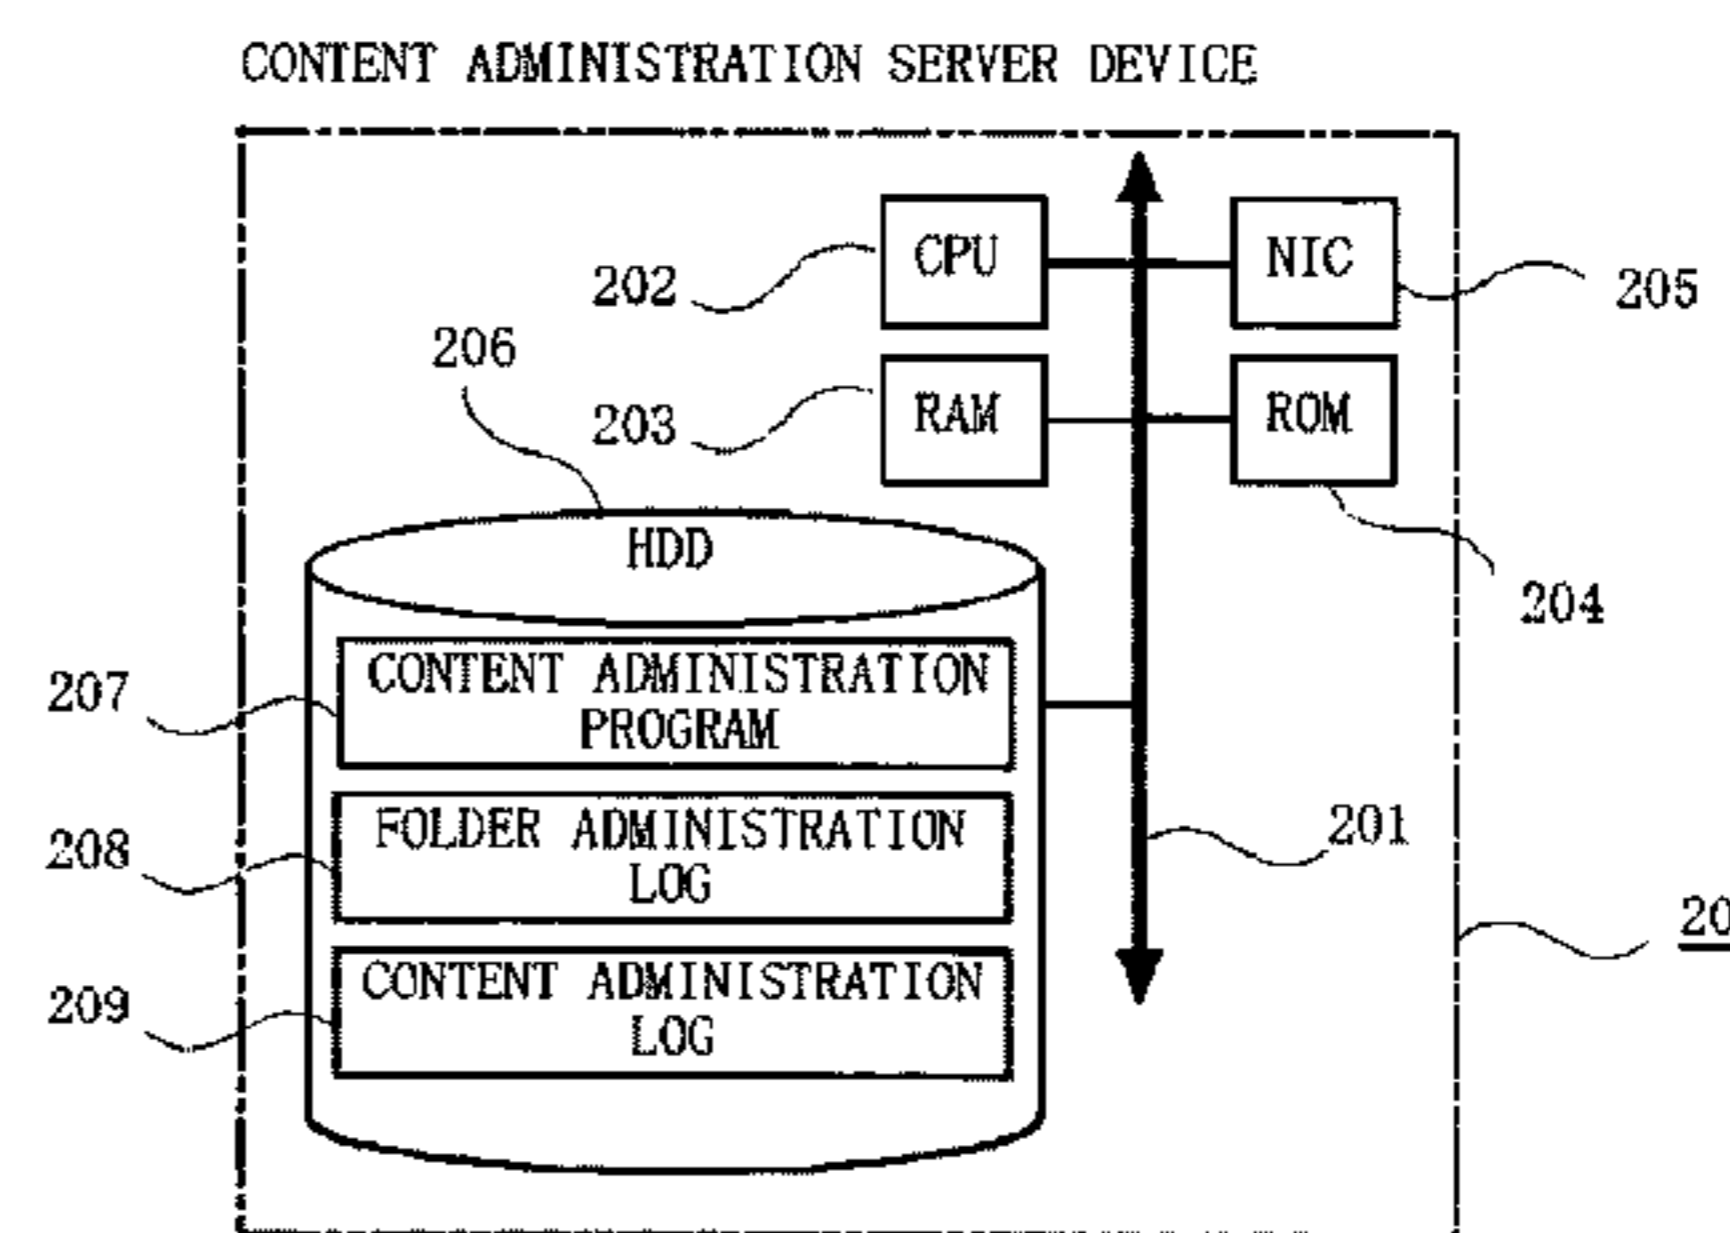 CONTENT ADMINISTRATION SERVER DEVICE
CPU
NIC
202
205
206
RAM
ROM
203
HDD
204
CONTENT ADMINISTRATION
PROGRAM
207
FOLDER ADMINISTRATION
LOG
208
201
20
CONTENT ADMINISTRATION
LOG
209